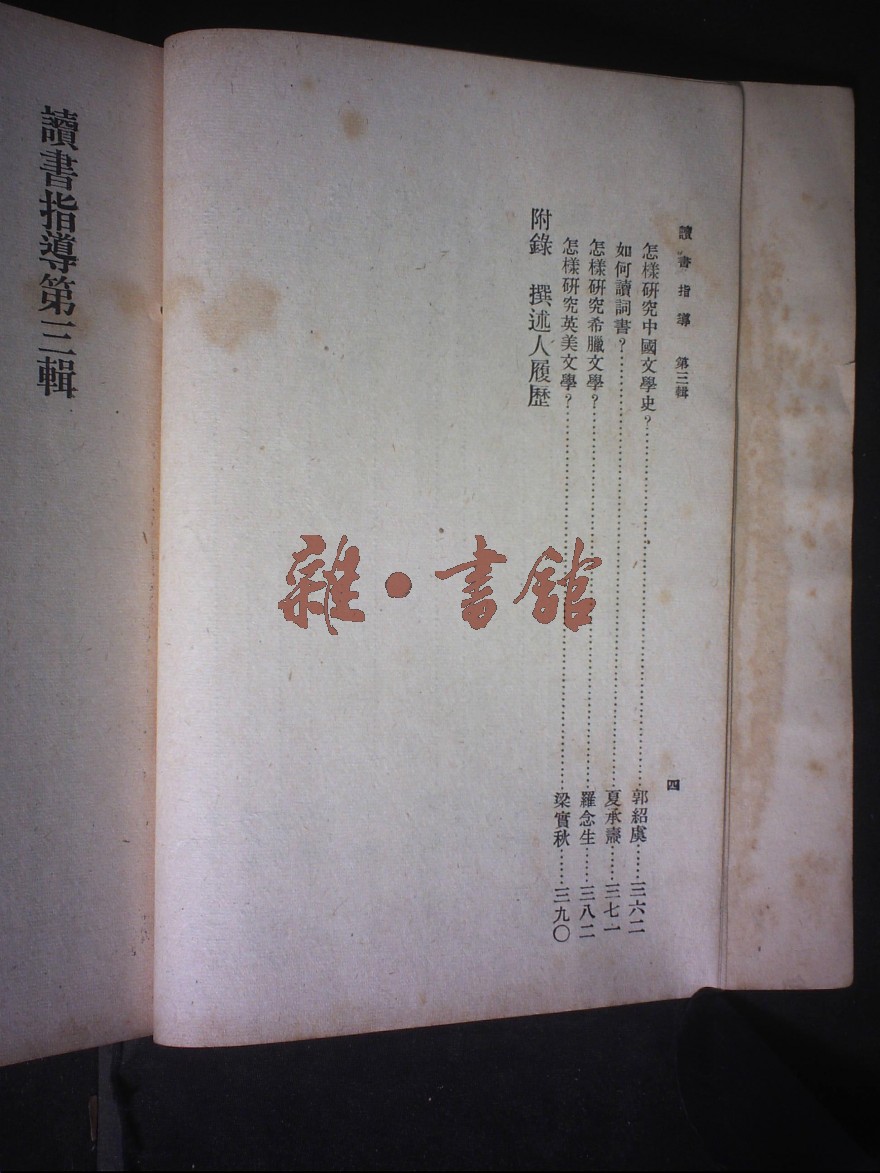 讀書指導 第三輯
四
怎樣研究中國文學史？……郭紹虞……三六二
如何讀詞書？……夏承燾……三七一
怎樣研究希臘文學？……羅念生……三八二
怎樣研究英美文學？……梁實秋……三九〇
附錄 撰述人履歷
讀書指導第三輯
雜·書館